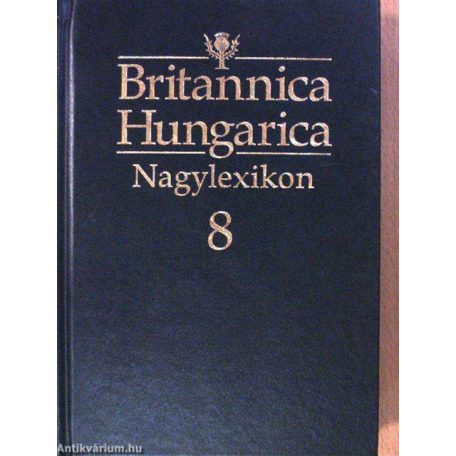 Britannica
Hungarica
Nagylexikon
8
Antikvárium.hu